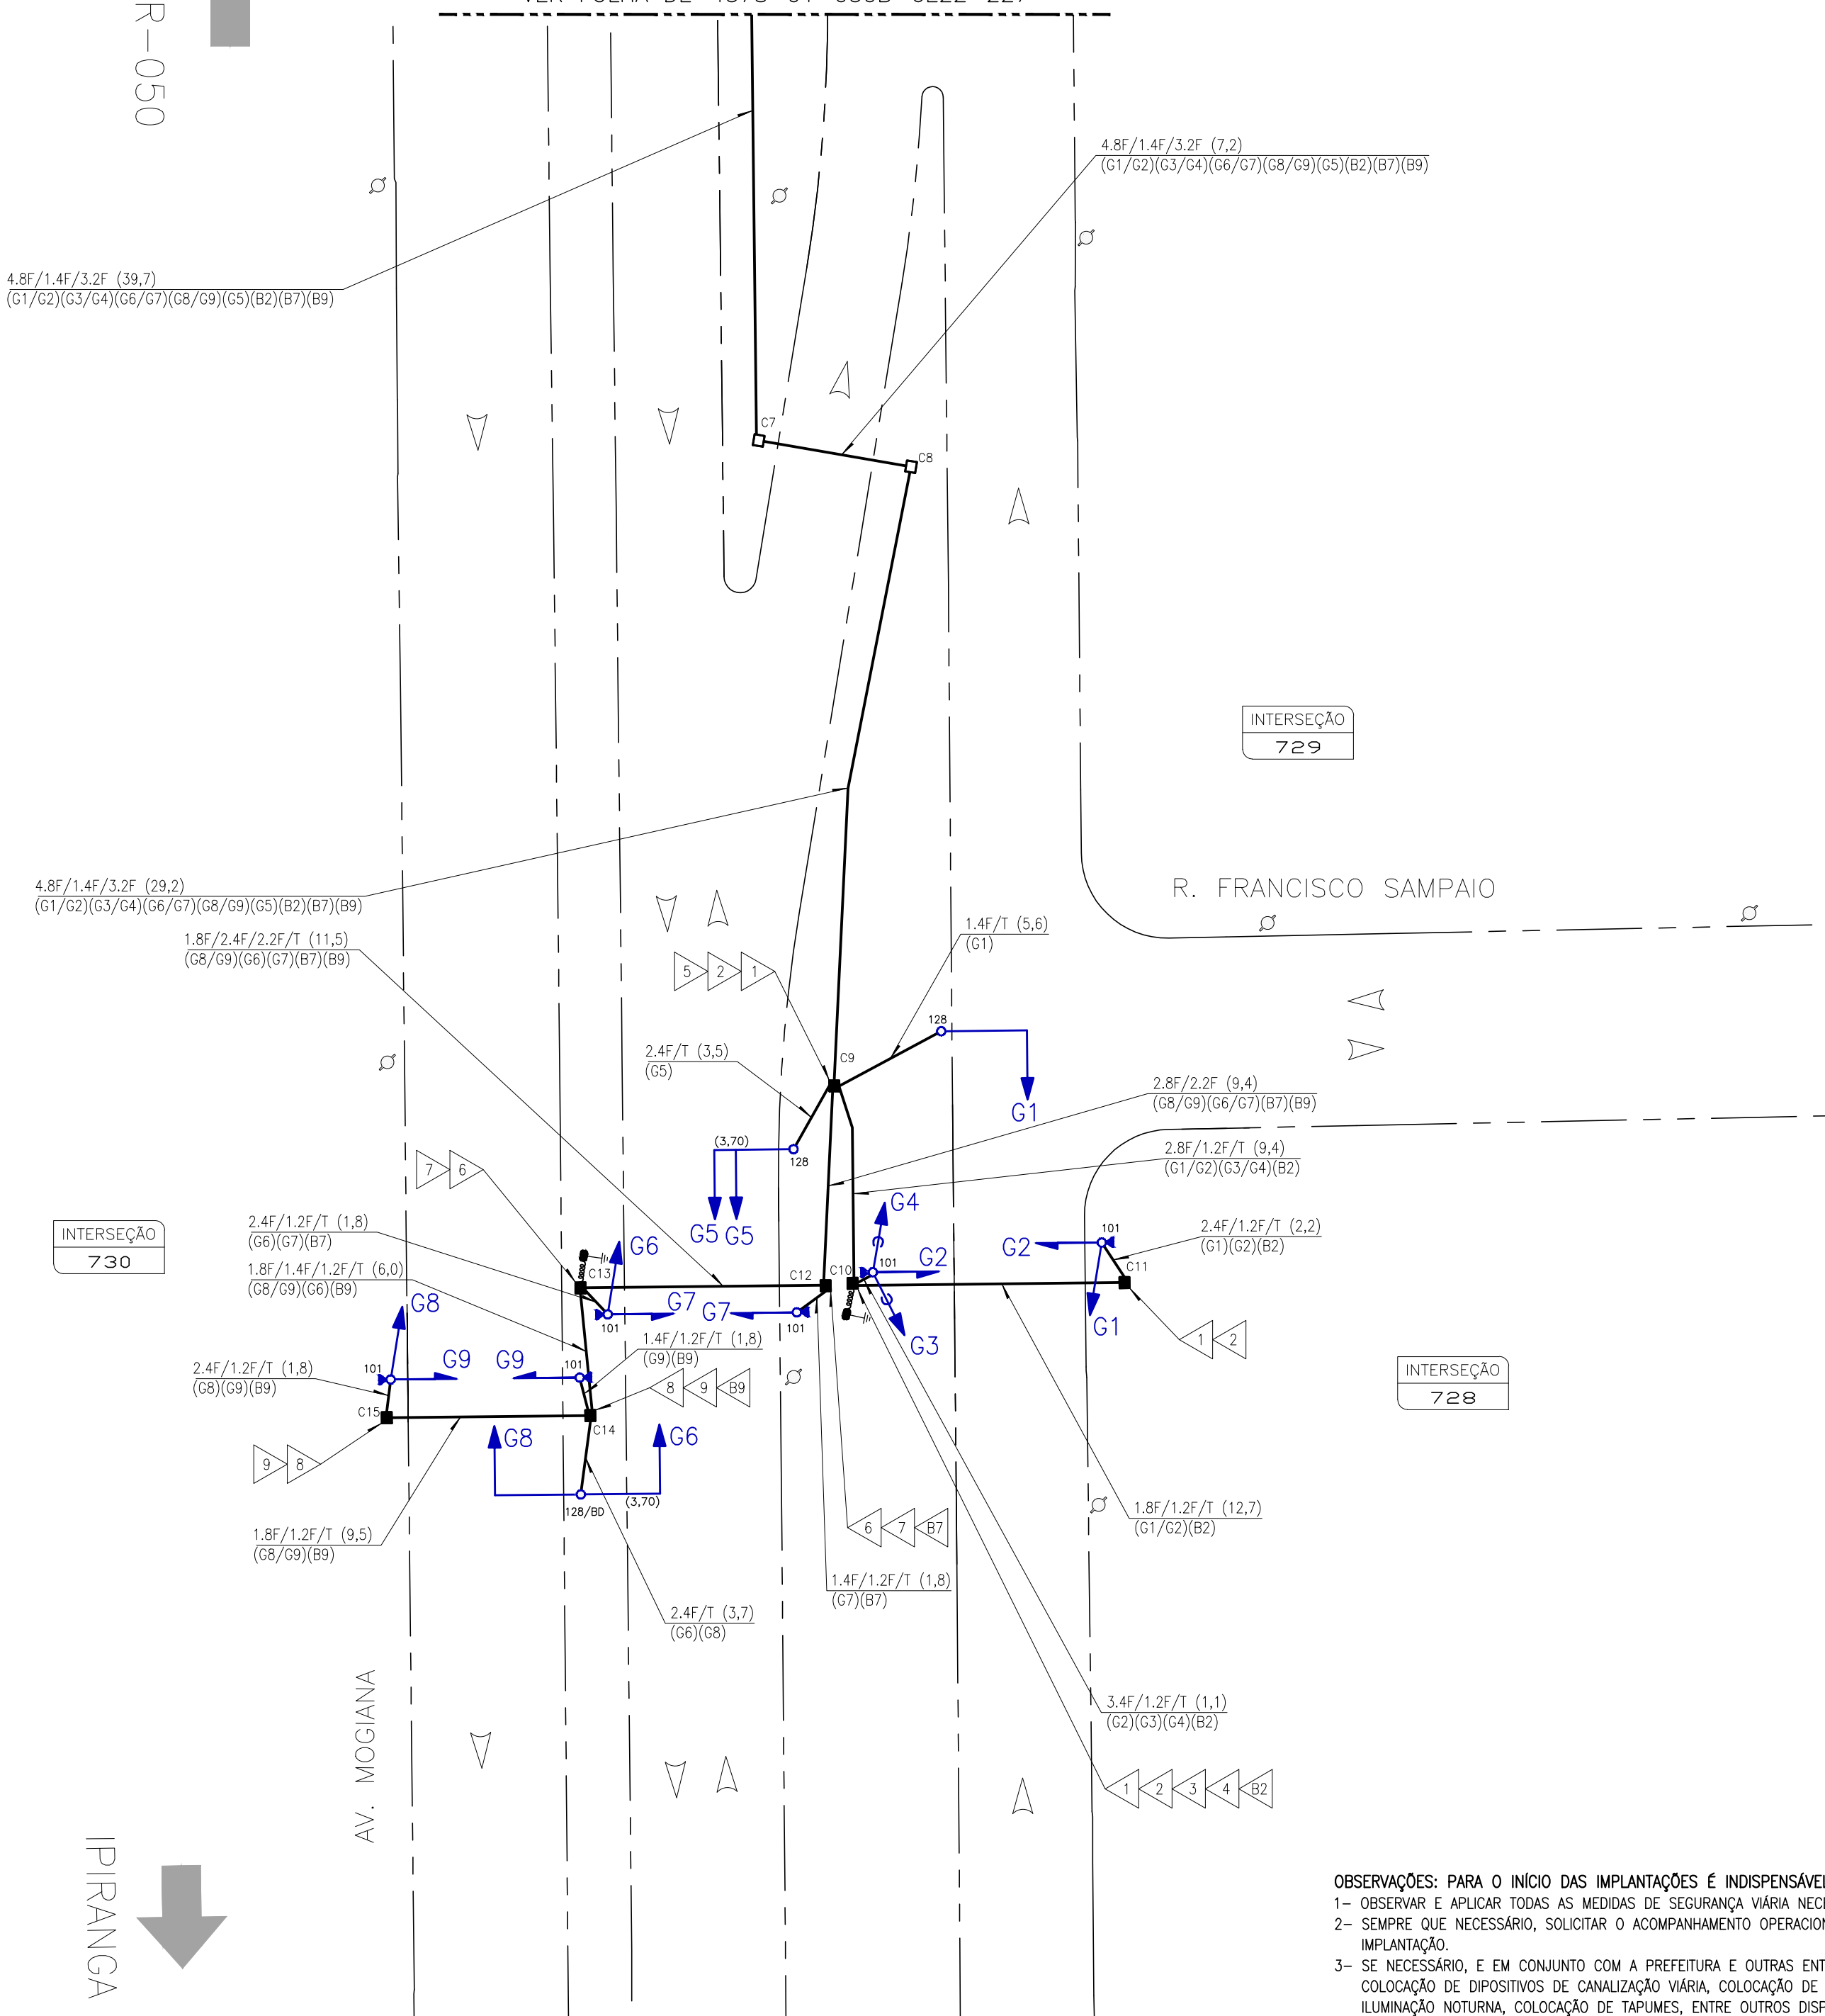 R-050
4.8F/1.4F/3.2F (7,2)
(G1/G2)(G3/G4)(G6/G7)(G8/G9)(G5)(B2)(B7)(B9)
4.8F/1.4F/3.2F (39,7)
(G1/G2)(G3/G4)(G6/G7)(G8/G9)(G5)(B2)(B7)(B9)
C7
C8
INTERSEÇÃO
729
4.8F/1.4F/3.2F (29,2)
(G1/G2)(G3/G4)(G6/G7)(G8/G9)(G5)(B2)(B7)(B9)
R. FRANCISCO SAMPAIO
1.8F/2.4F/2.2F/T (11,5)
(G8/G9)(G6)(G7)(B7)(B9)
1.4F/T (5,6)
(G1)
5 2 1
128
2.4F/T (3,5)
(G5)
C9
2.8F/2.2F (9,4)
(G8/G9)(G6/G7)(B7)(B9)
G1
(3,70)
128
2.8F/1.2F/T (9,4)
(G1/G2)(G3/G4)(B2)
7 6
G5 G5
G4
INTERSEÇÃO
730
2.4F/1.2F/T (1,8)
(G6)(G7)(B7)
G6
101
G2
2.4F/1.2F/T (2,2)
(G1)(G2)(B2)
1.8F/1.4F/1.2F/T (6,0)
(G8/G9)(G6)(B9)
C13
C12
C10
101
G2
C11
G8
101
G7
G7
101
G3
G1
1.4F/1.2F/T (1,8)
(G9)(B9)
1 2
2.4F/1.2F/T (1,8)
(G8)(G9)(B9)
101
G9
G9
101
8 9 B9
INTERSEÇÃO
728
C15
C14
G8
G6
9 8
128/BD
(3,70)
1.8F/1.2F/T (9,5)
(G8/G9)(B9)
6 7 B7
1.8F/1.2F/T (12,7)
(G1/G2)(B2)
1.4F/1.2F/T (1,8)
(G7)(B7)
2.4F/T (3,7)
(G6)(G8)
AV. MOGIANA
3.4F/1.2F/T (1,1)
(G2)(G3)(G4)(B2)
1 2 3 4 B2
IPIRANGA
OBSERVAÇÕES: PARA O INÍCIO DAS IMPLANTAÇÕES É INDISPENSÁVEL
1- OBSERVAR E APLICAR TODAS AS MEDIDAS DE SEGURANÇA VIÁRIA NECE
2- SEMPRE QUE NECESSÁRIO, SOLICITAR O ACOMPANHAMENTO OPERACION
IMPLANTAÇÃO.
3- SE NECESSÁRIO, E EM CONJUNTO COM A PREFEITURA E OUTRAS ENT
COLOCAÇÃO DE DIPOSITIVOS DE CANALIZAÇÃO VIÁRIA, COLOCAÇÃO DE
ILUMINAÇÃO NOTURNA, COLOCAÇÃO DE TAPUMES, ENTRE OUTROS DISP